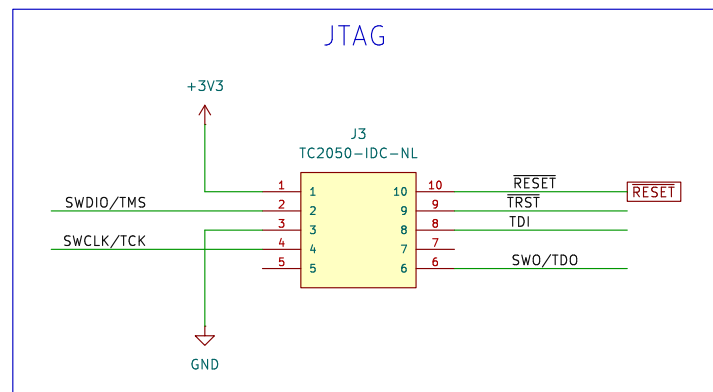 JTAG
+3V3
J3
TC2050-IDC-NL
1 1 10 10 RESET RESET
SWDIO/TMS 2 2 9 9 TRST
3 3 8 8 TDI
SWCLK/TCK 4 4 7 7
5 5 6 6 SWO/TDO
GND